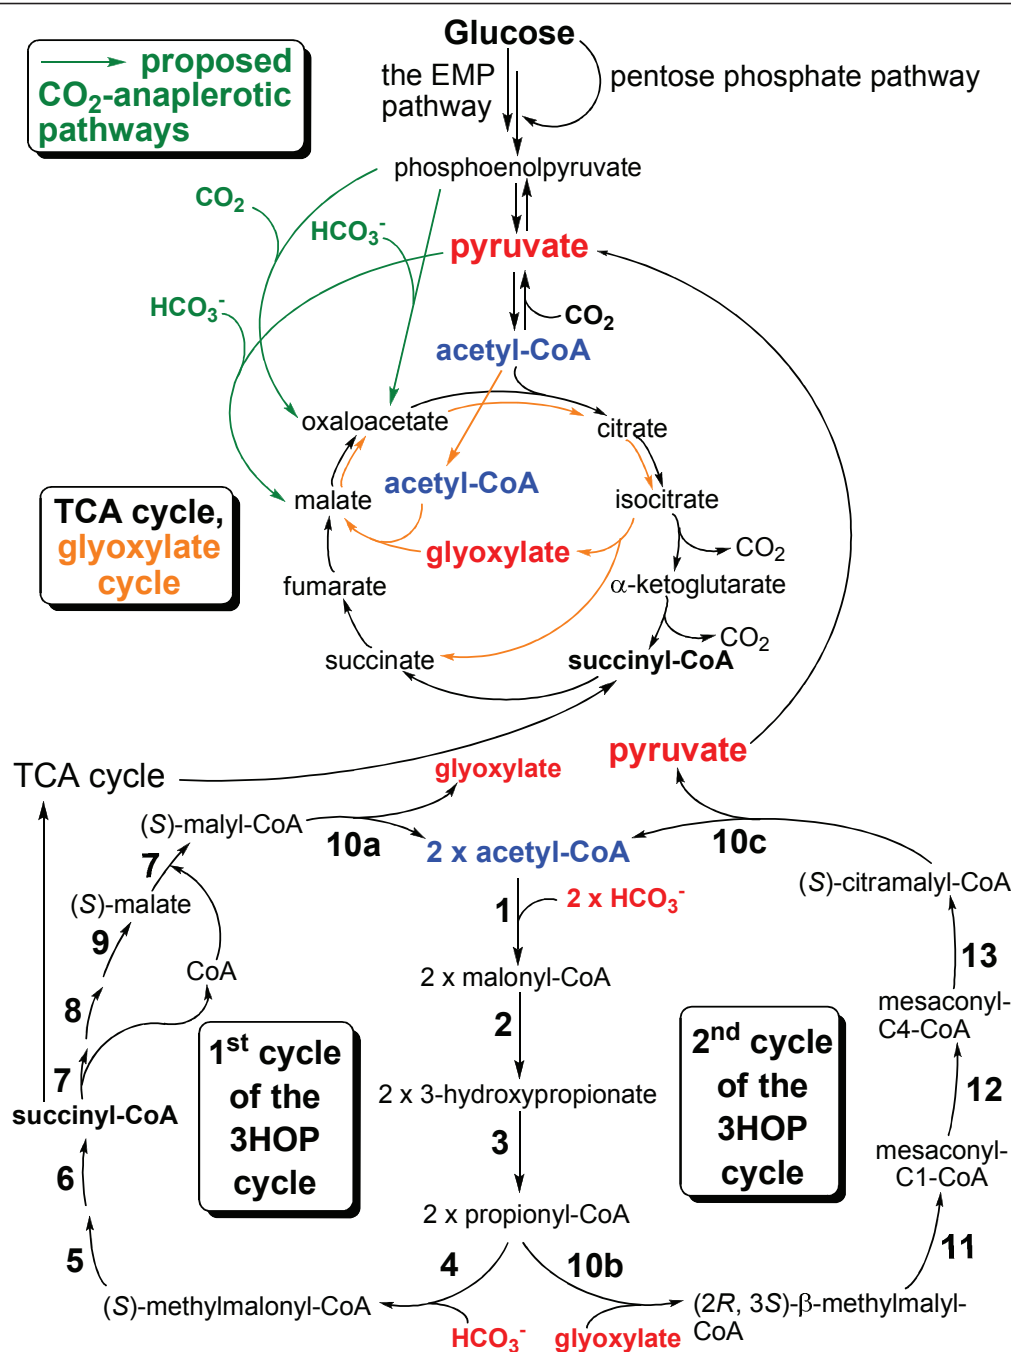 Glucose
proposed
CO₂-anaplerotic
pathways
the EMP
pathway
pentose phosphate pathway
phosphoenolpyruvate
CO₂
HCO₃⁻
pyruvate
HCO₃⁻
CO₂
acetyl-CoA
oxaloacetate
citrate
acetyl-CoA
malate
isocitrate
TCA cycle,
glyoxylate
cycle
glyoxylate
CO₂
fumarate
α-ketoglutarate
CO₂
succinate
succinyl-CoA
pyruvate
TCA cycle
glyoxylate
(S)-malyl-CoA
10a
10c
7
2 x acetyl-CoA
(S)-citramalyl-CoA
(S)-malate
1
2 x HCO₃⁻
9
13
CoA
2 x malonyl-CoA
8
mesaconyl-
C4-CoA
2
1st cycle
of the
3HOP
cycle
2nd cycle
of the
3HOP
cycle
7
12
2 x 3-hydroxypropionate
succinyl-CoA
3
mesaconyl-
C1-CoA
6
2 x propionyl-CoA
11
5
4
10b
(S)-methylmalonyl-CoA
(2R, 3S)-β-methylmalyl-
CoA
HCO₃⁻
glyoxylate